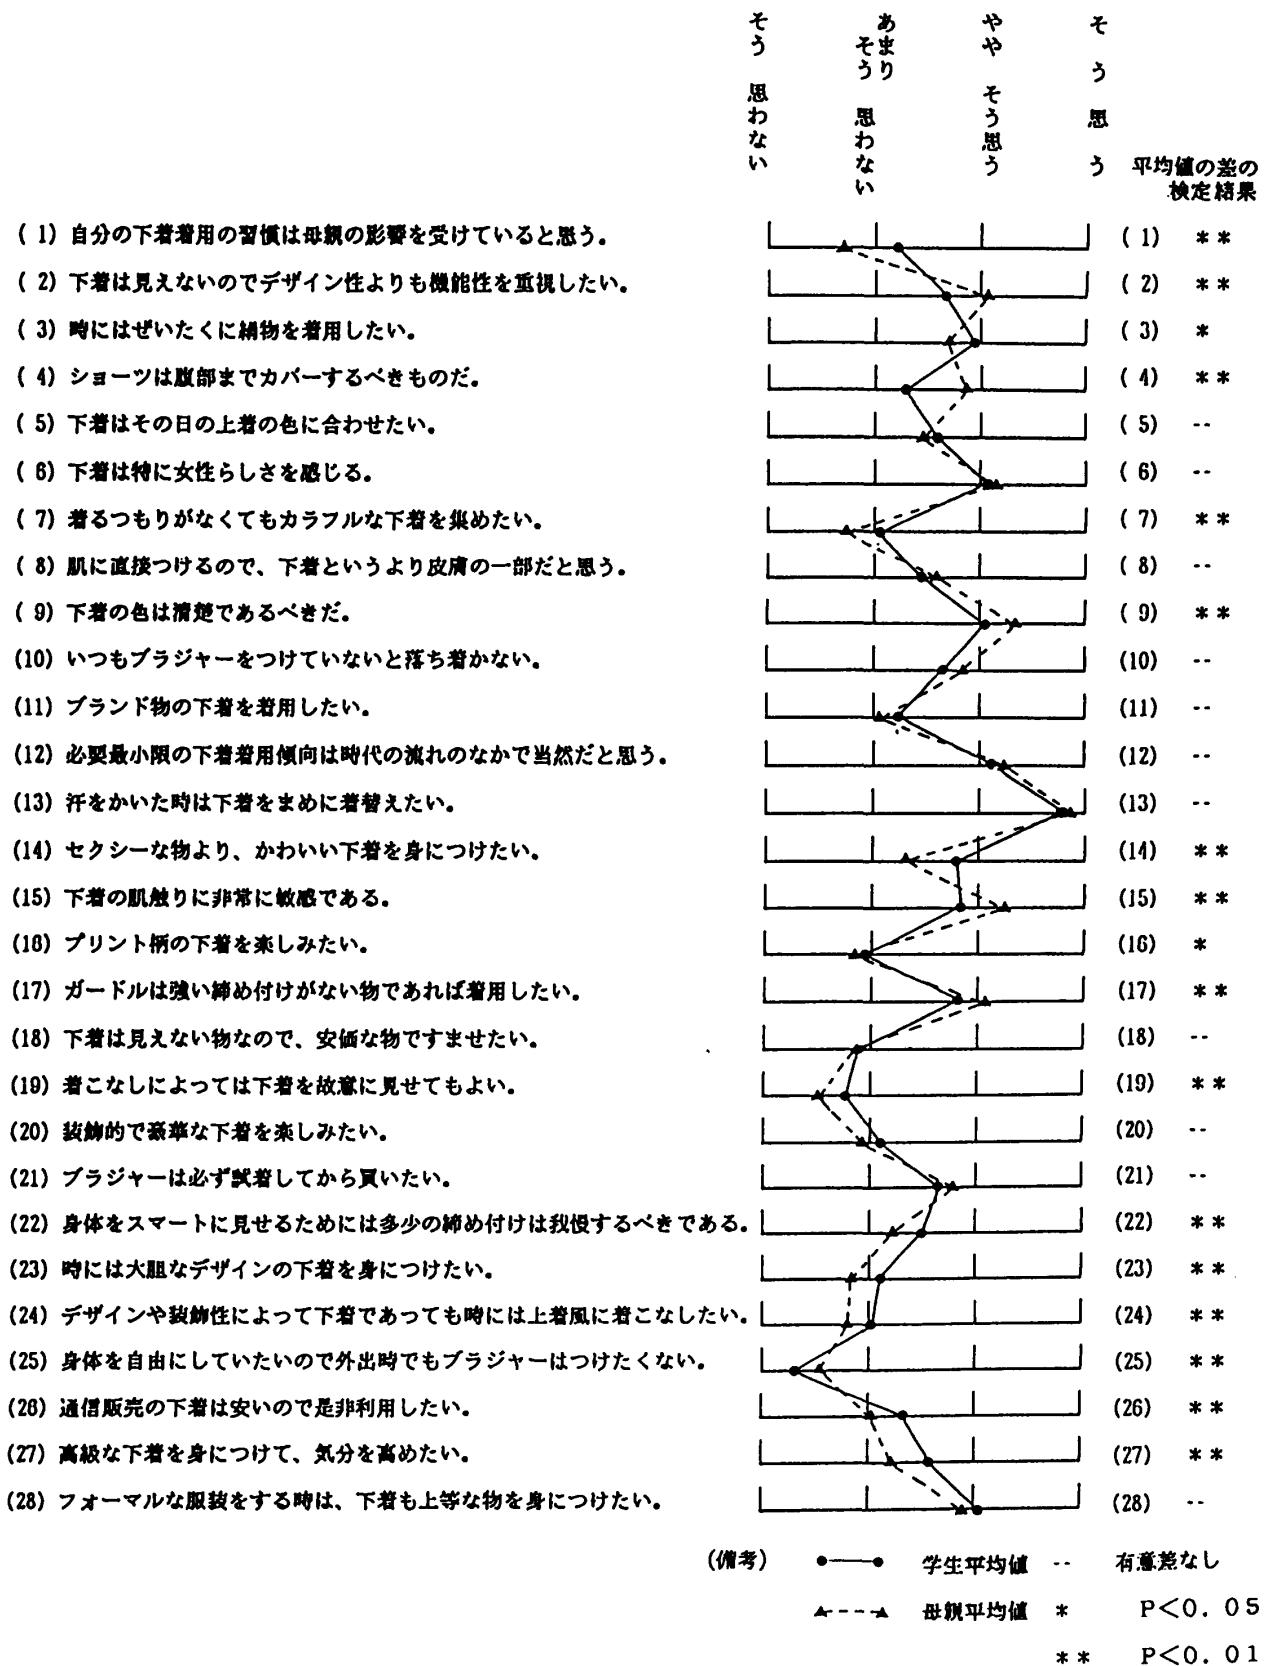 そう思わない
あまりそう思わない
ややそう思う
そう思う
平均値の差の
検定結果
( 1) 自分の下着着用の習慣は母親の影響を受けていると思う。 ( 1) **
( 2) 下着は見えないのでデザイン性よりも機能性を重視したい。 ( 2) **
( 3) 時にはぜいたくに絹物を着用したい。 ( 3) *
( 4) ショーツは腹部までカバーするべきものだ。 ( 4) **
( 5) 下着はその日の上着の色に合わせたい。 ( 5) --
( 6) 下着は特に女性らしさを感じる。 ( 6) --
( 7) 着るつもりがなくてもカラフルな下着を集めたい。 ( 7) **
( 8) 肌に直接つけるので、下着というより皮膚の一部だと思う。 ( 8) --
( 9) 下着の色は清楚であるべきだ。 ( 9) **
(10) いつもブラジャーをつけていないと落ち着かない。 (10) --
(11) ブランド物の下着を着用したい。 (11) --
(12) 必要最小限の下着着用傾向は時代の流れのなかで当然だと思う。 (12) --
(13) 汗をかいた時は下着をまめに着替えたい。 (13) --
(14) セクシーな物より、かわいい下着を身につけたい。 (14) **
(15) 下着の肌触りに非常に敏感である。 (15) **
(16) プリント柄の下着を楽しみたい。 (16) *
(17) ガードルは強い締め付けがない物であれば着用したい。 (17) **
(18) 下着は見えない物なので、安価な物ですませたい。 (18) --
(19) 着こなしによっては下着を故意に見せてもよい。 (19) **
(20) 装飾的で豪華な下着を楽しみたい。 (20) --
(21) ブラジャーは必ず試着してから買いたい。 (21) --
(22) 身体をスマートに見せるためには多少の締め付けは我慢するべきである。 (22) **
(23) 時には大胆なデザインの下着を身につけたい。 (23) **
(24) デザインや装飾性によって下着であっても時には上着風に着こなしたい。 (24) **
(25) 身体を自由にしていたいので外出時でもブラジャーはつけたくない。 (25) **
(26) 通信販売の下着は安いので是非利用したい。 (26) **
(27) 高級な下着を身につけて、気分を高めたい。 (27) **
(28) フォーマルな服装をする時は、下着も上等な物を身につけたい。 (28) --
(備考) 学生平均値 -- 有意差なし
母親平均値 * P<0.05
** P<0.01